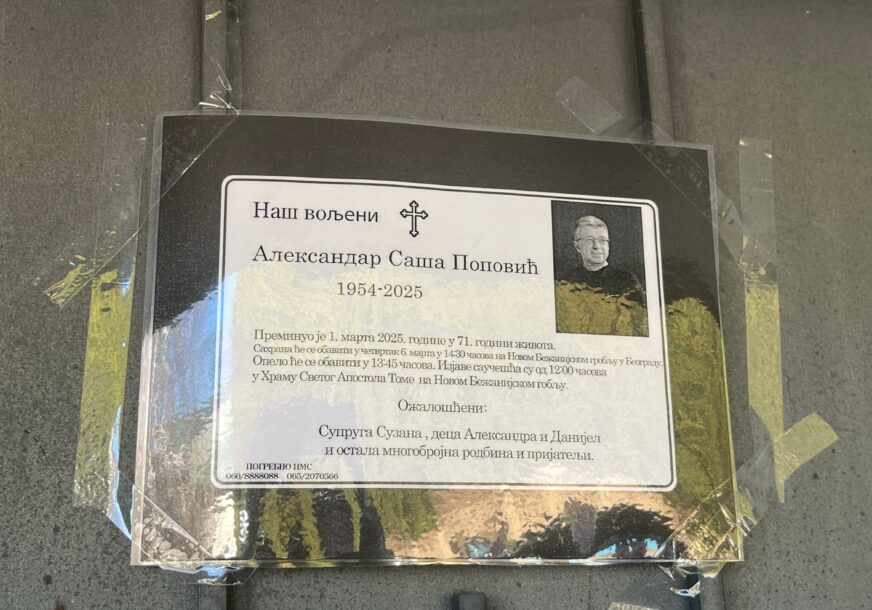 Наш вољени
Александар Саша Поповић
1954-2025
Преминуо је 1. марта 2025. године у 71. години живота.
Сахрана ће се обавити у четвртак 6. марта у 14:30 часова на Новом Бежанијском гробљу у Београду.
Опело ће се обавити у 13-45 часова. Изјаве саучешћа су од 12:00 часова
у Храму Светог Апостола Томе на Новом Бежанијском гобљу.
Ожалошћени:
Супруга Сузана , деца Александра и Данијел
и остала многобројна родбина и пријатељи.
ПОГРЕБНО ИМС
066/8888088 065/2070566